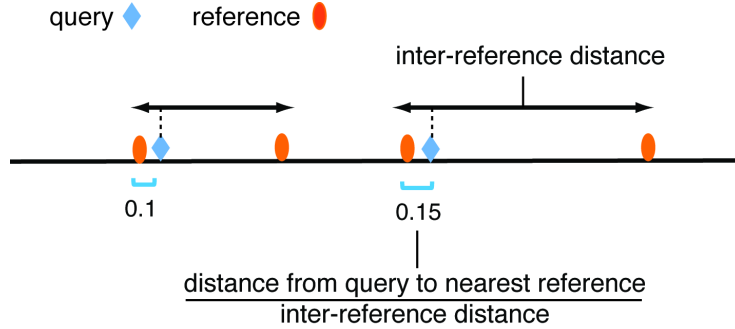 query reference
inter-reference distance
0.1 0.15
distance from query to nearest reference
inter-reference distance